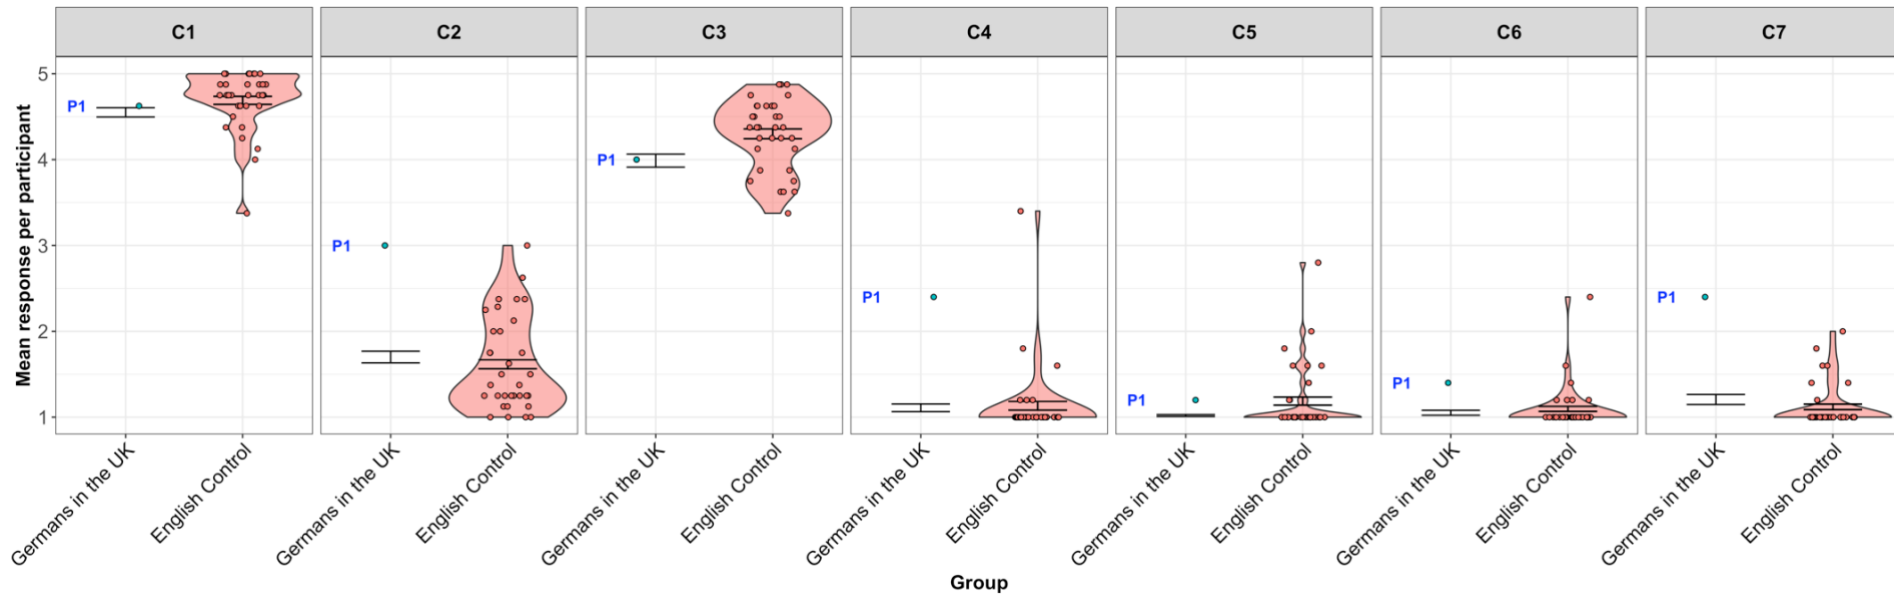 C1 C2 C3 C4 C5 C6 C7
Mean response per participant
5
4
3
2
1
P1
P1
P1
P1
P1
P1
P1
Germans in the UK
English Control
Germans in the UK
English Control
Germans in the UK
English Control
Germans in the UK
English Control
Germans in the UK
English Control
Germans in the UK
English Control
Germans in the UK
English Control
Group